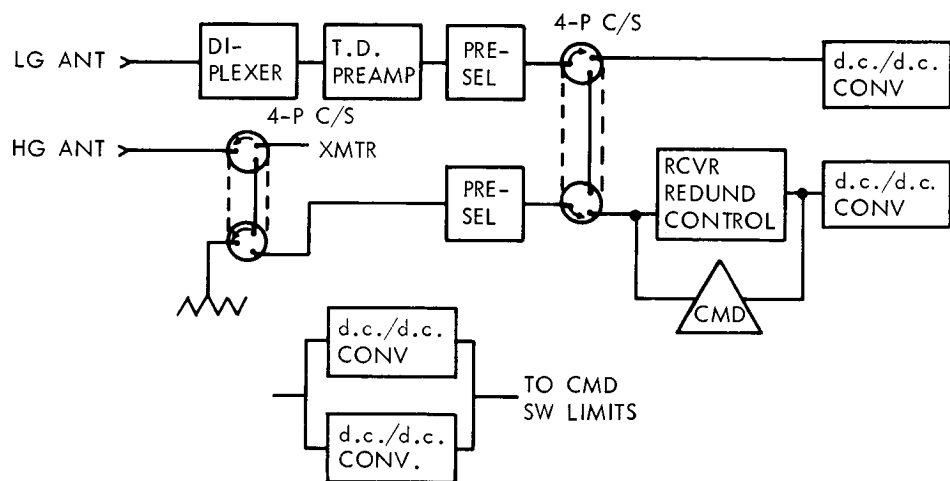 4-P C/S
LG ANT
DI-
PLEXER
T.D.
PREAMP
PRE-
SEL
d.c./d.c.
CONV
4-P C/S
HG ANT
XMTR
PRE-
SEL
RCVR
REDUND
CONTROL
d.c./d.c.
CONV
CMD
d.c./d.c.
CONV
TO CMD
SW LIMITS
d.c./d.c.
CONV.